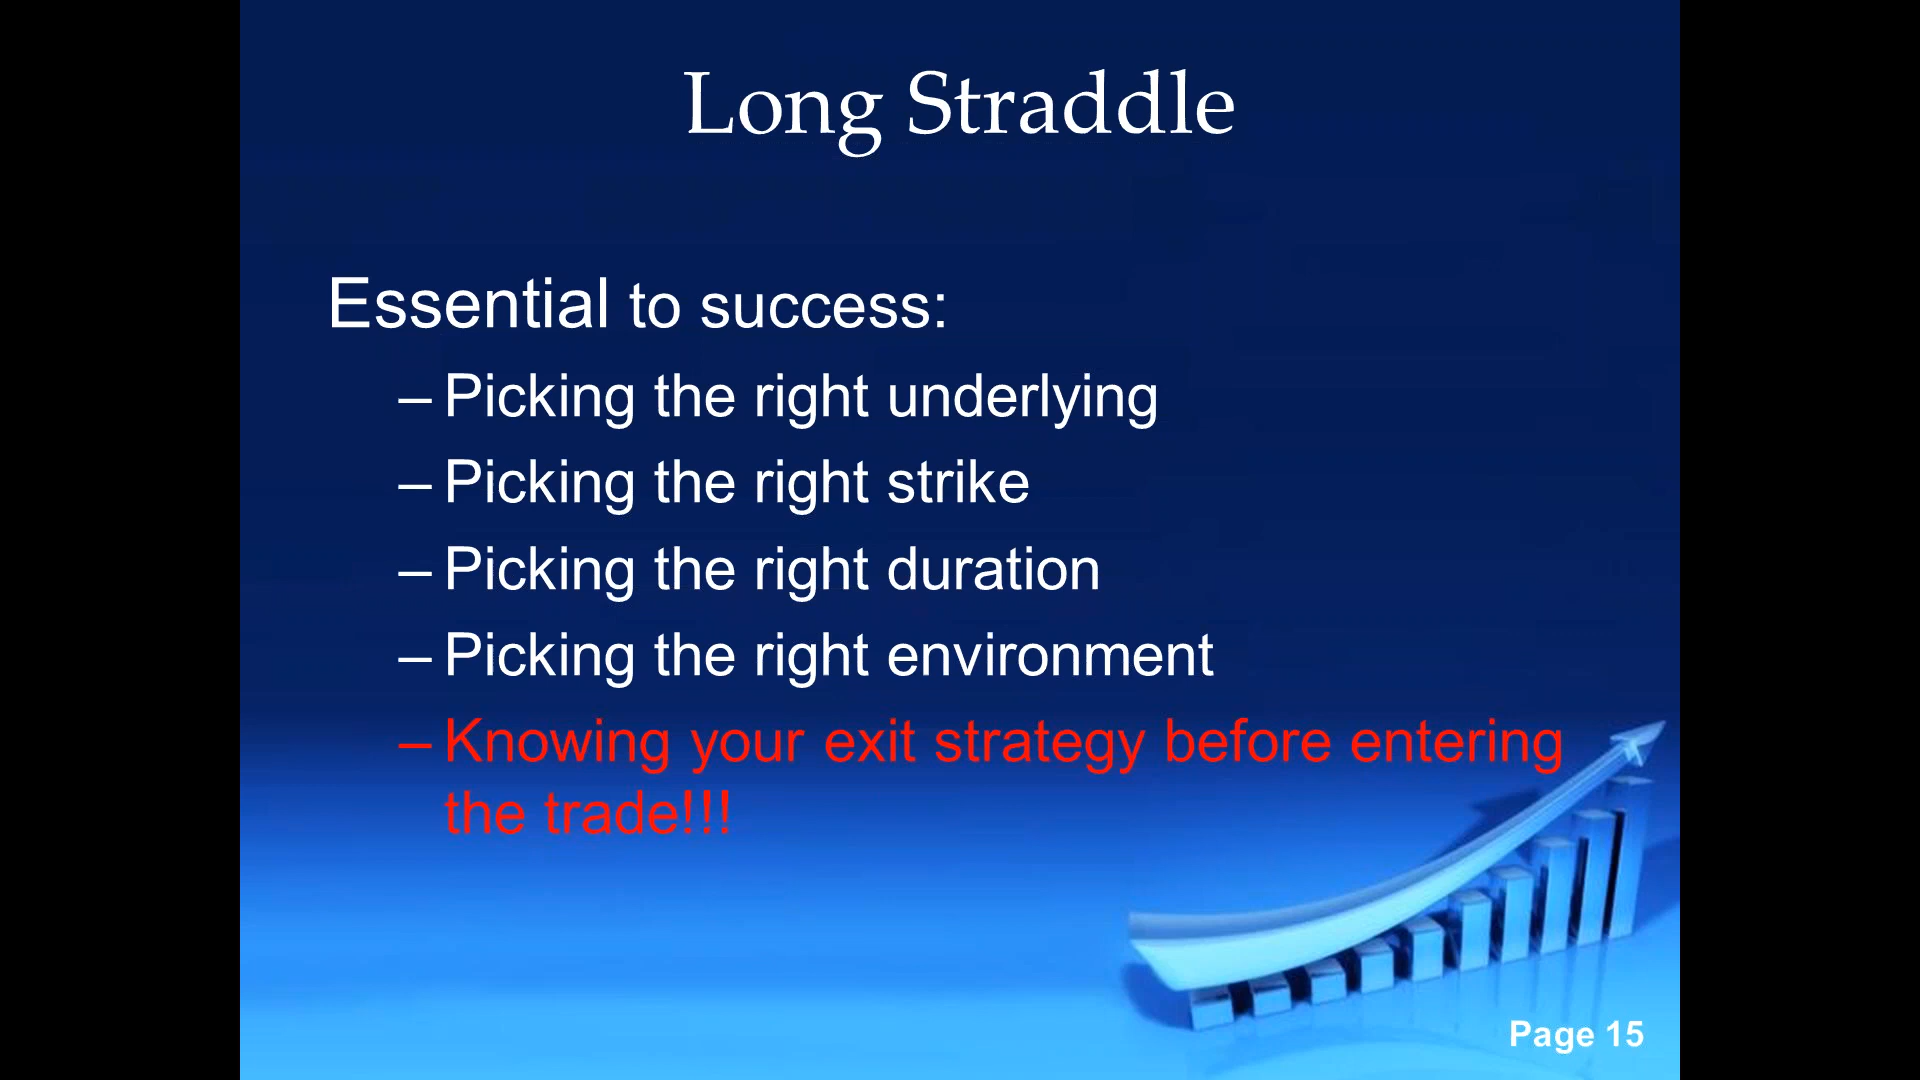 Long Straddle
Essential to success:
– Picking the right underlying
– Picking the right strike
– Picking the right duration
– Picking the right environment
– Knowing your exit strategy before entering
the trade!!!
Page 15